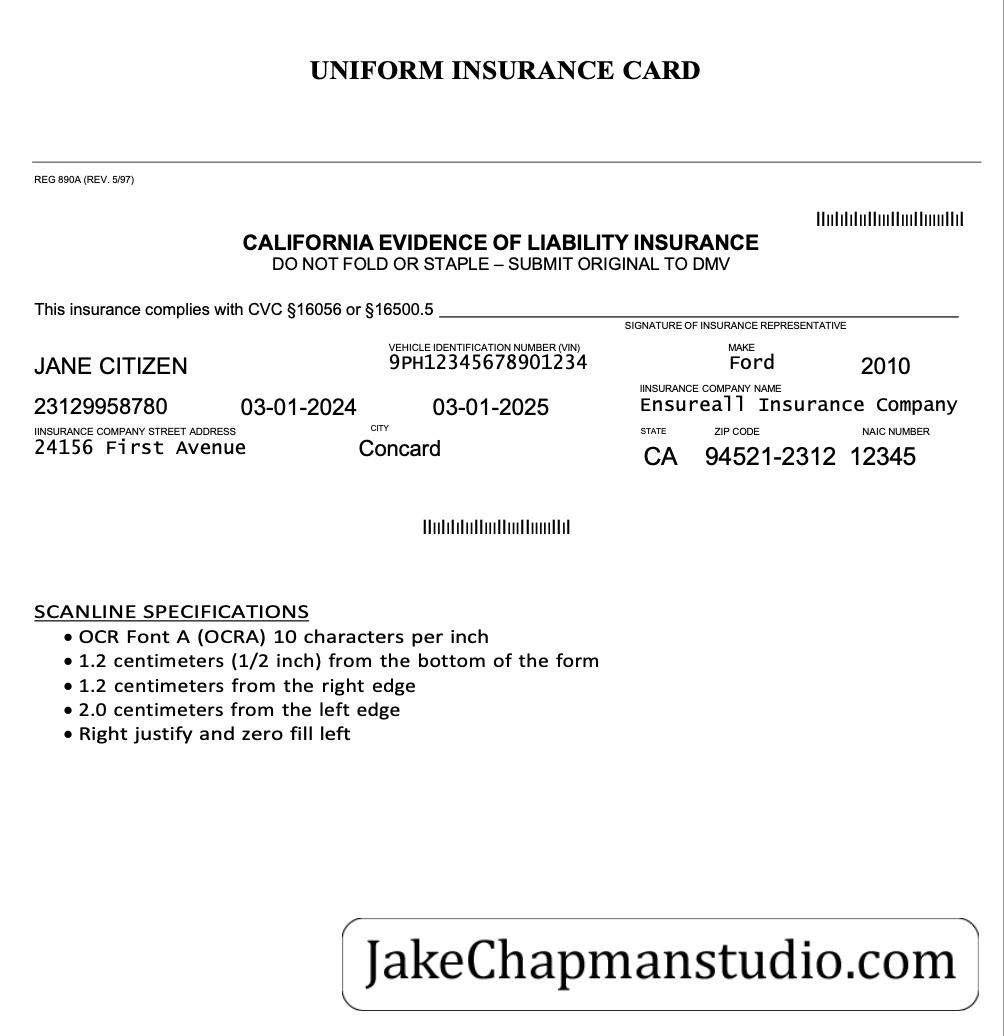 UNIFORM INSURANCE CARD
REG 890A (REV. 5/97)
CALIFORNIA EVIDENCE OF LIABILITY INSURANCE
DO NOT FOLD OR STAPLE – SUBMIT ORIGINAL TO DMV
This insurance complies with CVC §16056 or §16500.5
SIGNATURE OF INSURANCE REPRESENTATIVE
VEHICLE IDENTIFICATION NUMBER (VIN) MAKE
JANE CITIZEN 9PH12345678901234 Ford 2010
IINSURANCE COMPANY NAME
23129958780 03-01-2024 03-01-2025 Ensureall Insurance Company
IINSURANCE COMPANY STREET ADDRESS CITY STATE ZIP CODE NAIC NUMBER
24156 First Avenue Concard CA 94521-2312 12345
SCANLINE SPECIFICATIONS
• OCR Font A (OCRA) 10 characters per inch
• 1.2 centimeters (1/2 inch) from the bottom of the form
• 1.2 centimeters from the right edge
• 2.0 centimeters from the left edge
• Right justify and zero fill left
JakeChapmanstudio.com